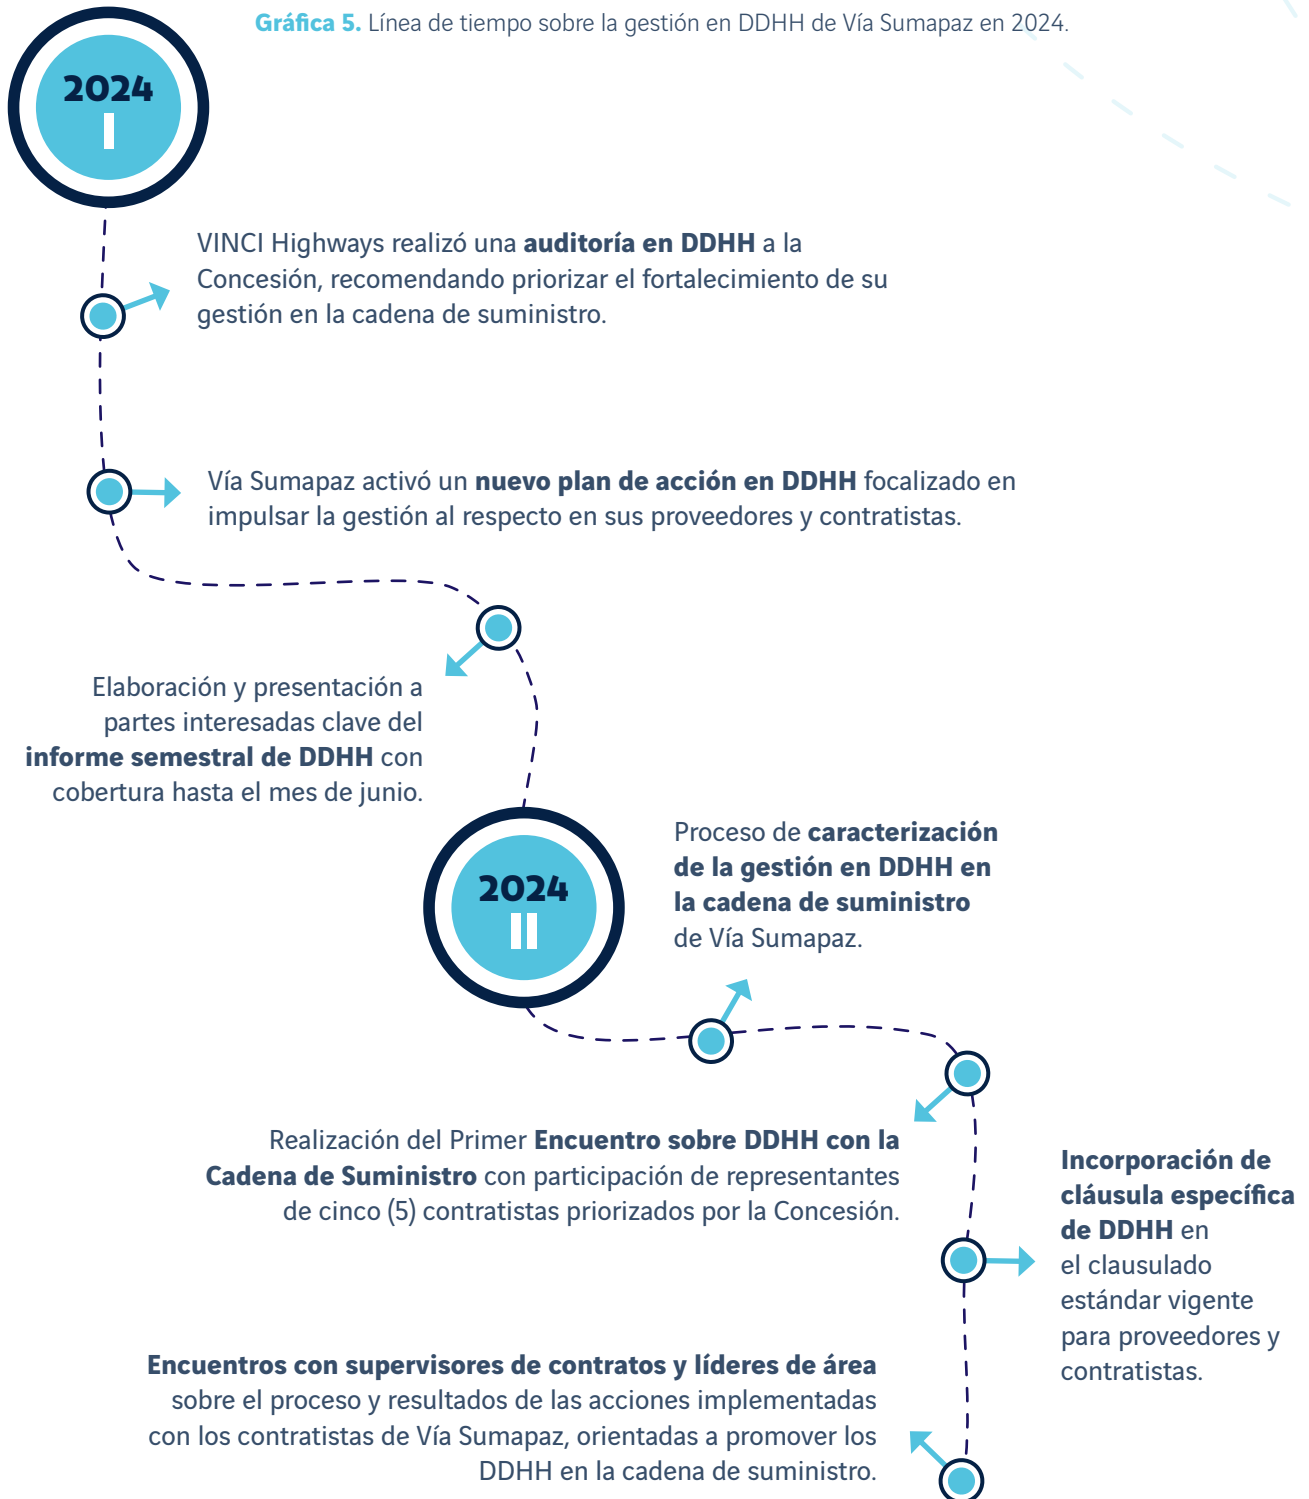 Gráfica 5. Línea de tiempo sobre la gestión en DDHH de Vía Sumapaz en 2024.
2024
I
VINCI Highways realizó una auditoría en DDHH a la
Concesión, recomendando priorizar el fortalecimiento de su
gestión en la cadena de suministro.
Vía Sumapaz activó un nuevo plan de acción en DDHH focalizado en
impulsar la gestión al respecto en sus proveedores y contratistas.
Elaboración y presentación a
partes interesadas clave del
informe semestral de DDHH con
cobertura hasta el mes de junio.
2024
II
Proceso de caracterización
de la gestión en DDHH en
la cadena de suministro
de Vía Sumapaz.
Realización del Primer Encuentro sobre DDHH con la
Cadena de Suministro con participación de representantes
de cinco (5) contratistas priorizados por la Concesión.
Incorporación de
cláusula específica
de DDHH en
el clausulado
estándar vigente
para proveedores y
contratistas.
Encuentros con supervisores de contratos y líderes de área
sobre el proceso y resultados de las acciones implementadas
con los contratistas de Vía Sumapaz, orientadas a promover los
DDHH en la cadena de suministro.